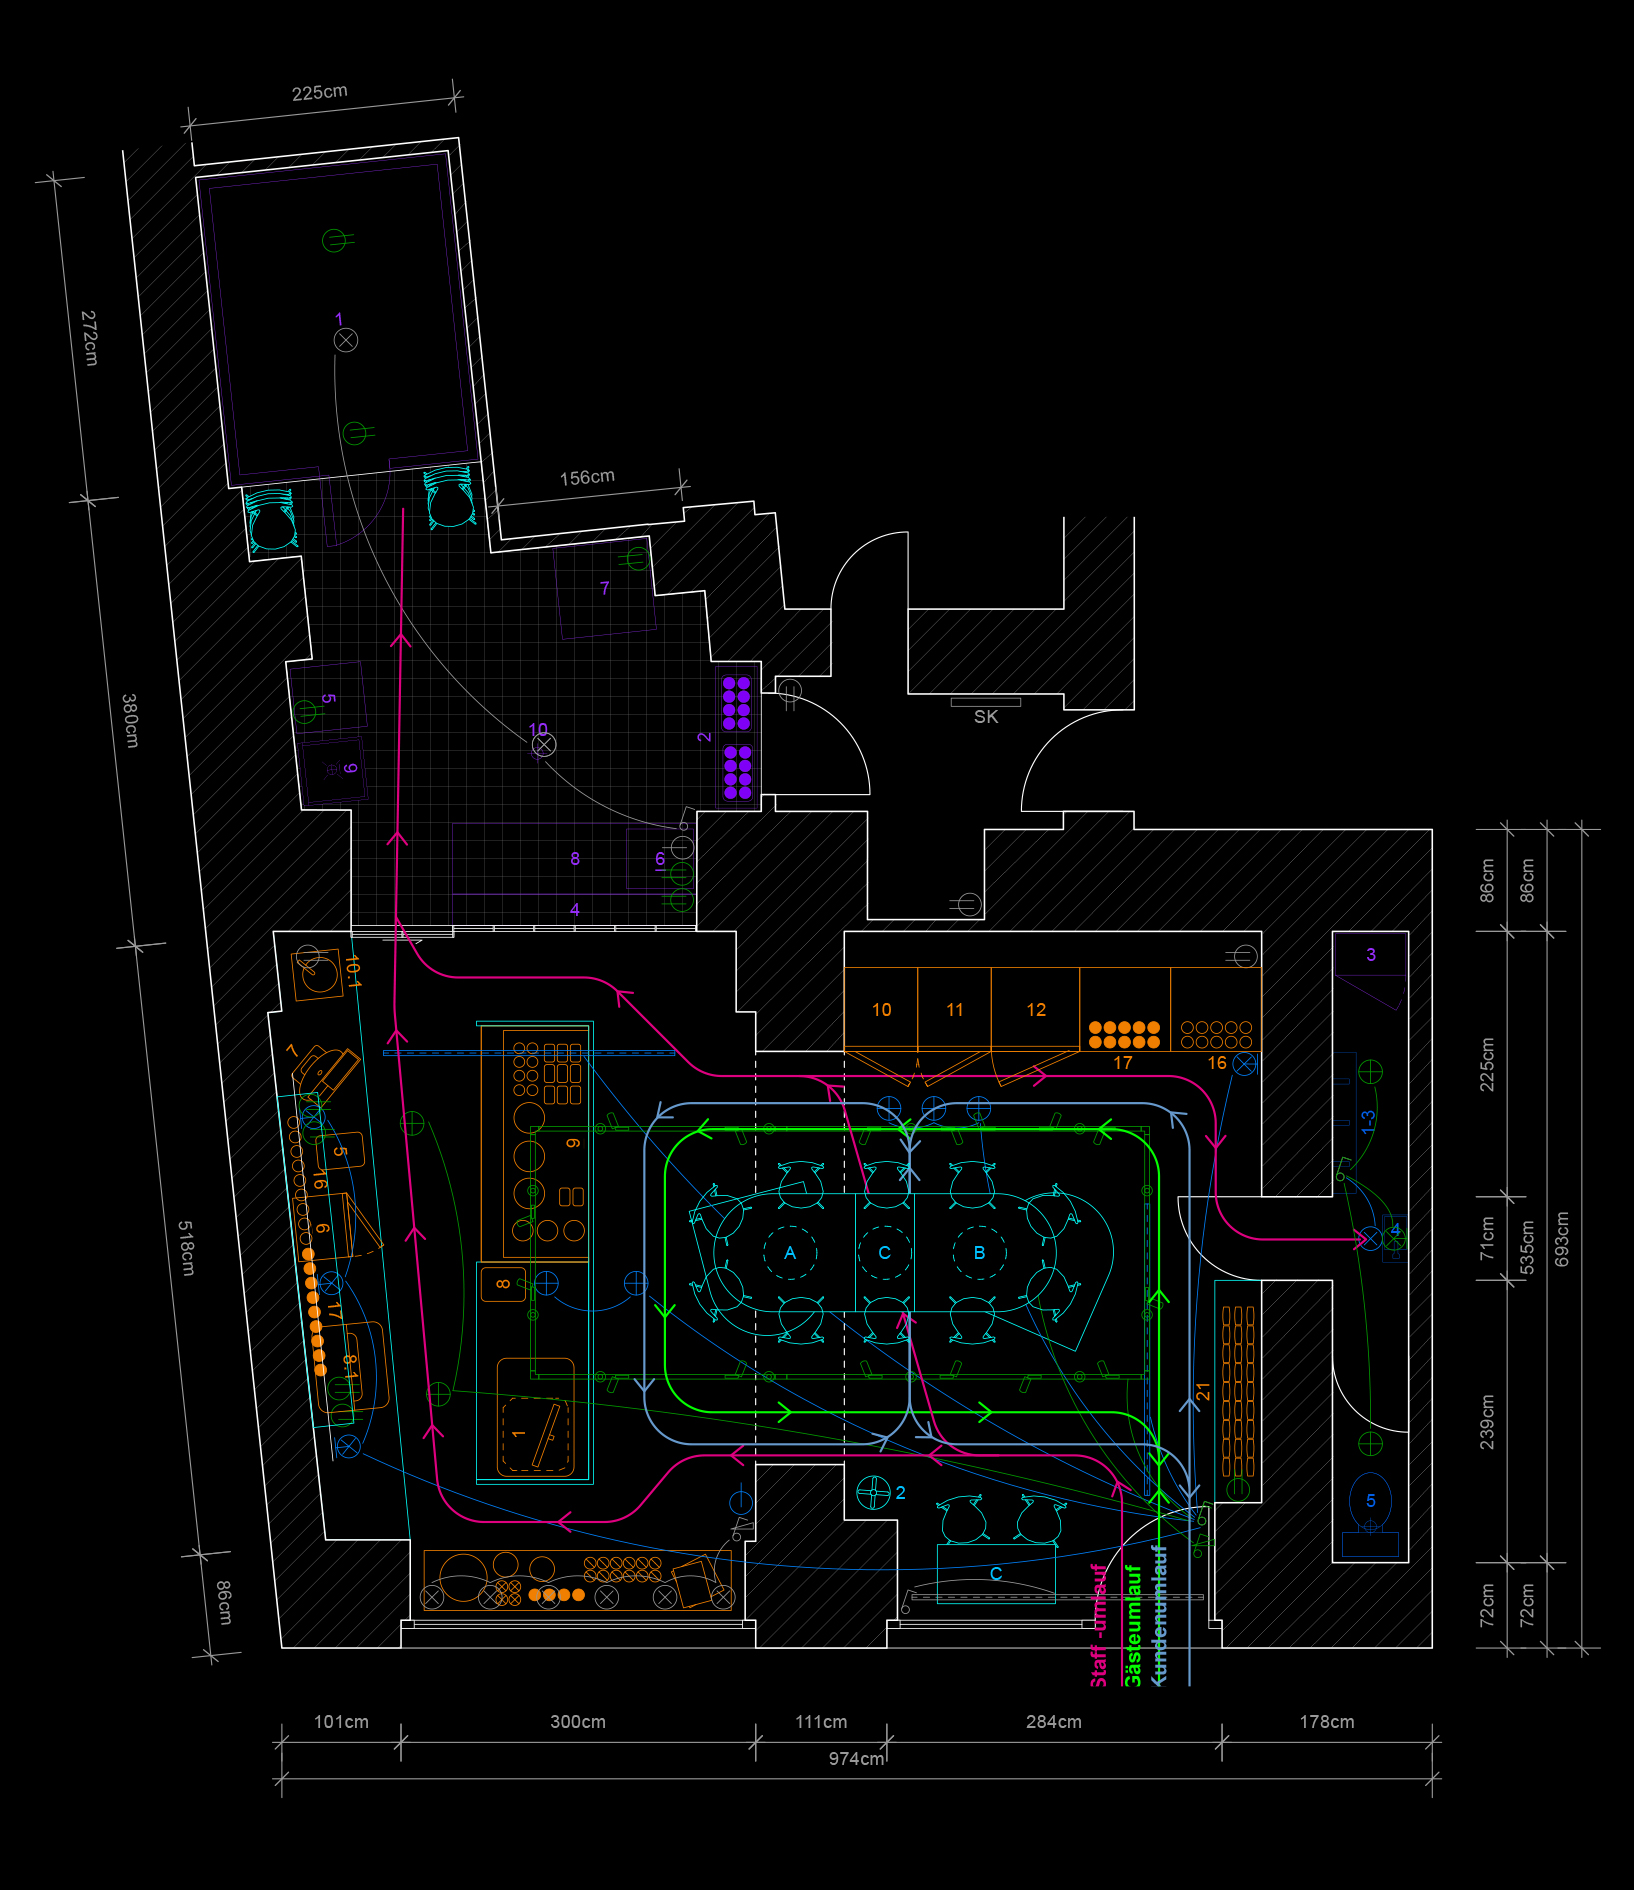 225cm
272cm
1
156cm
7
5
9
10
2
SK
380cm
8
6
4
86cm
86cm
10.1
10
11
12
17
16
3
7
225cm
1-3
5
16
6
9
8
A
C
B
4
518cm
71cm
535cm
693cm
17
8.1
1
21
239cm
2
5
C
86cm
72cm
72cm
Staff -umlauf
Gästeumlauf
Kundenumlauf
101cm
300cm
111cm
284cm
178cm
974cm